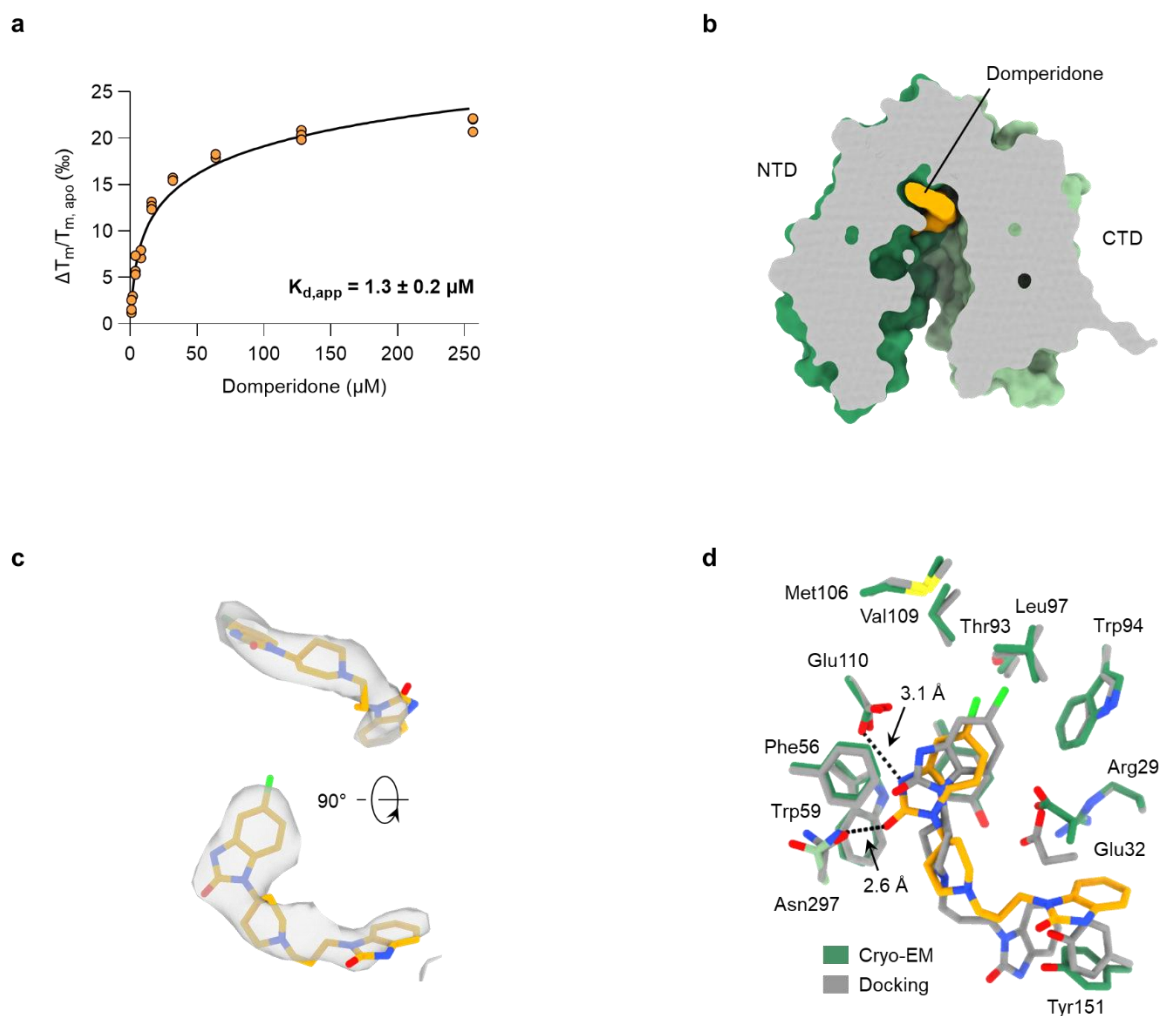 a
ΔTm/Tm, apo (‰)
25
20
15
10
5
0
Kd,app = 1.3 ± 0.2 µM
0 50 100 150 200 250
Domperidone (µM)
b
Domperidone
NTD
CTD
c
90°
d
Met106
Val109
Thr93
Leu97
Trp94
Glu110
3.1 Å
Phe56
Arg29
Trp59
Glu32
Asn297
2.6 Å
Cryo-EM
Docking
Tyr151